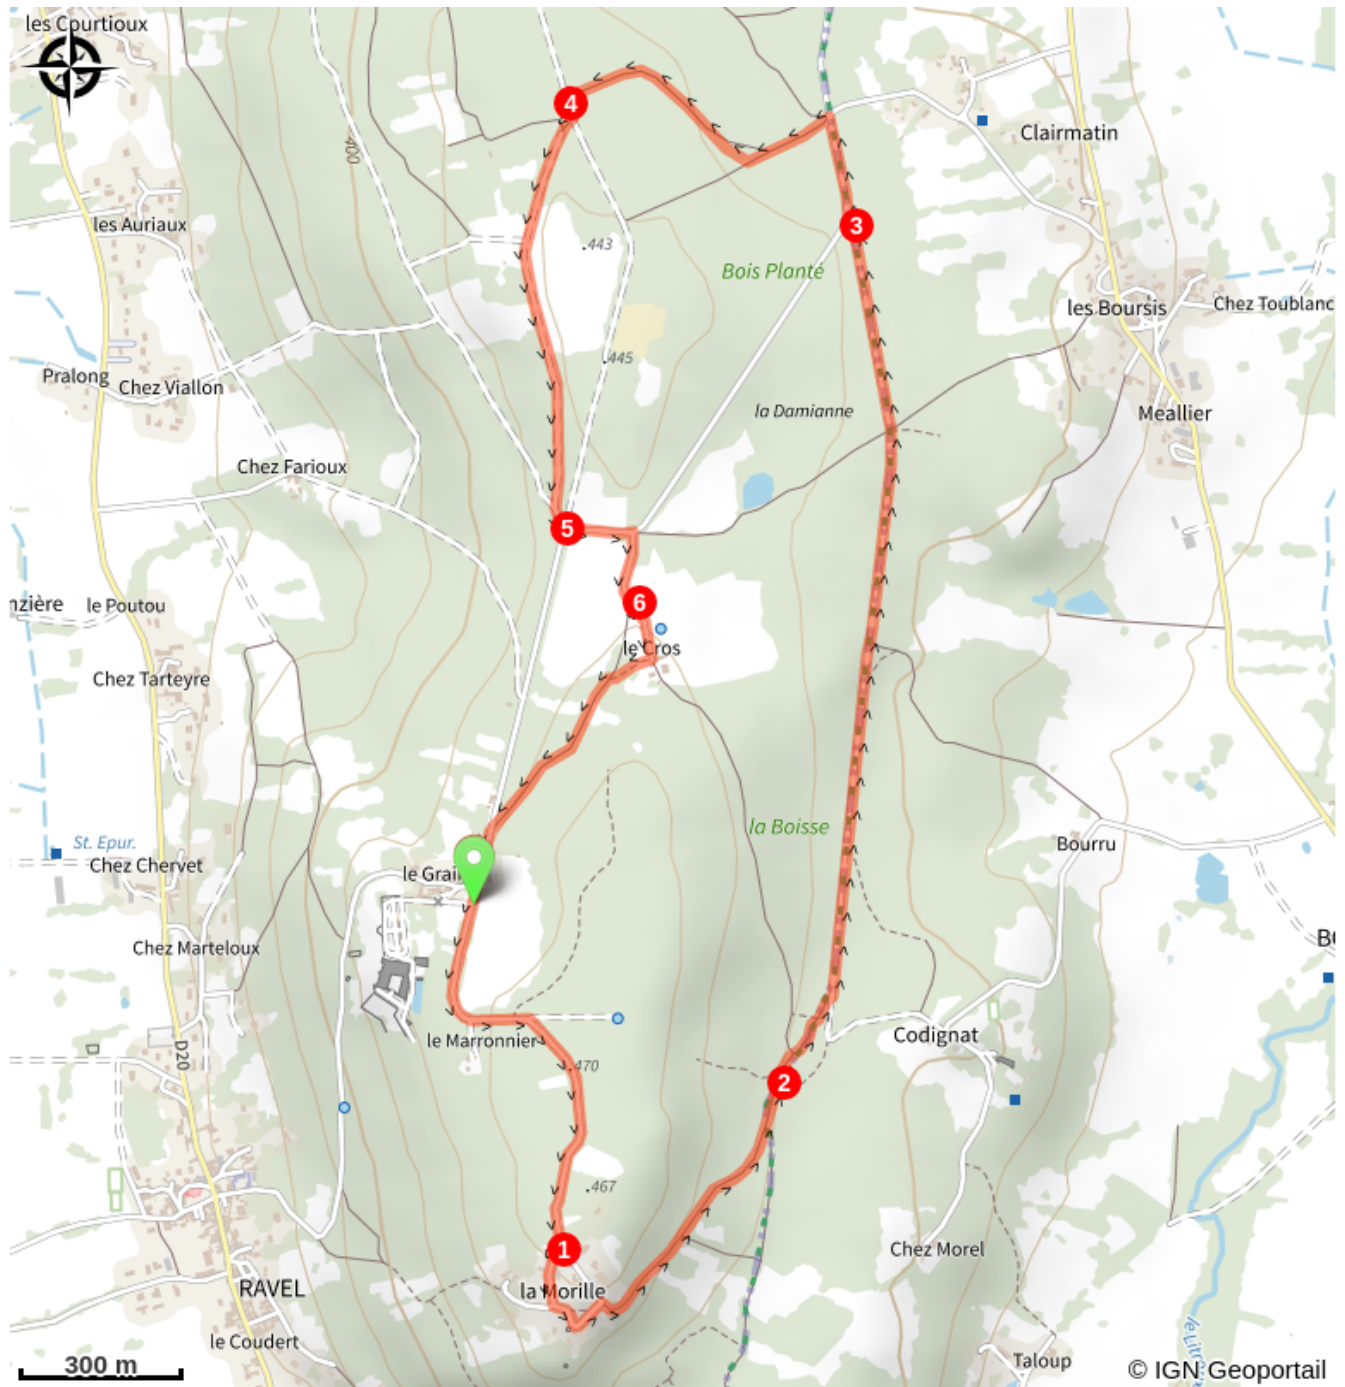 les Courtioux
4
Clairmatin
400
3
les Auriaux
.443
Bois Planté
les Boursis
Chez Toublanc
.445
Pralong
Chez Viallon
la Damianne
Meallier
Chez Farioux
5
nzière
le Poutou
6
le Cros
Chez Tarteyre
la Boisse
St. Epur.
Chez Chervet
le Grai
Bourru
Chez Marteloux
Codignat
le Marronnier
D20
.470
2
.467
1
Chez Morel
la Morille
RAVEL
le Coudert
Taloup
300 m
© IGN Geoportail